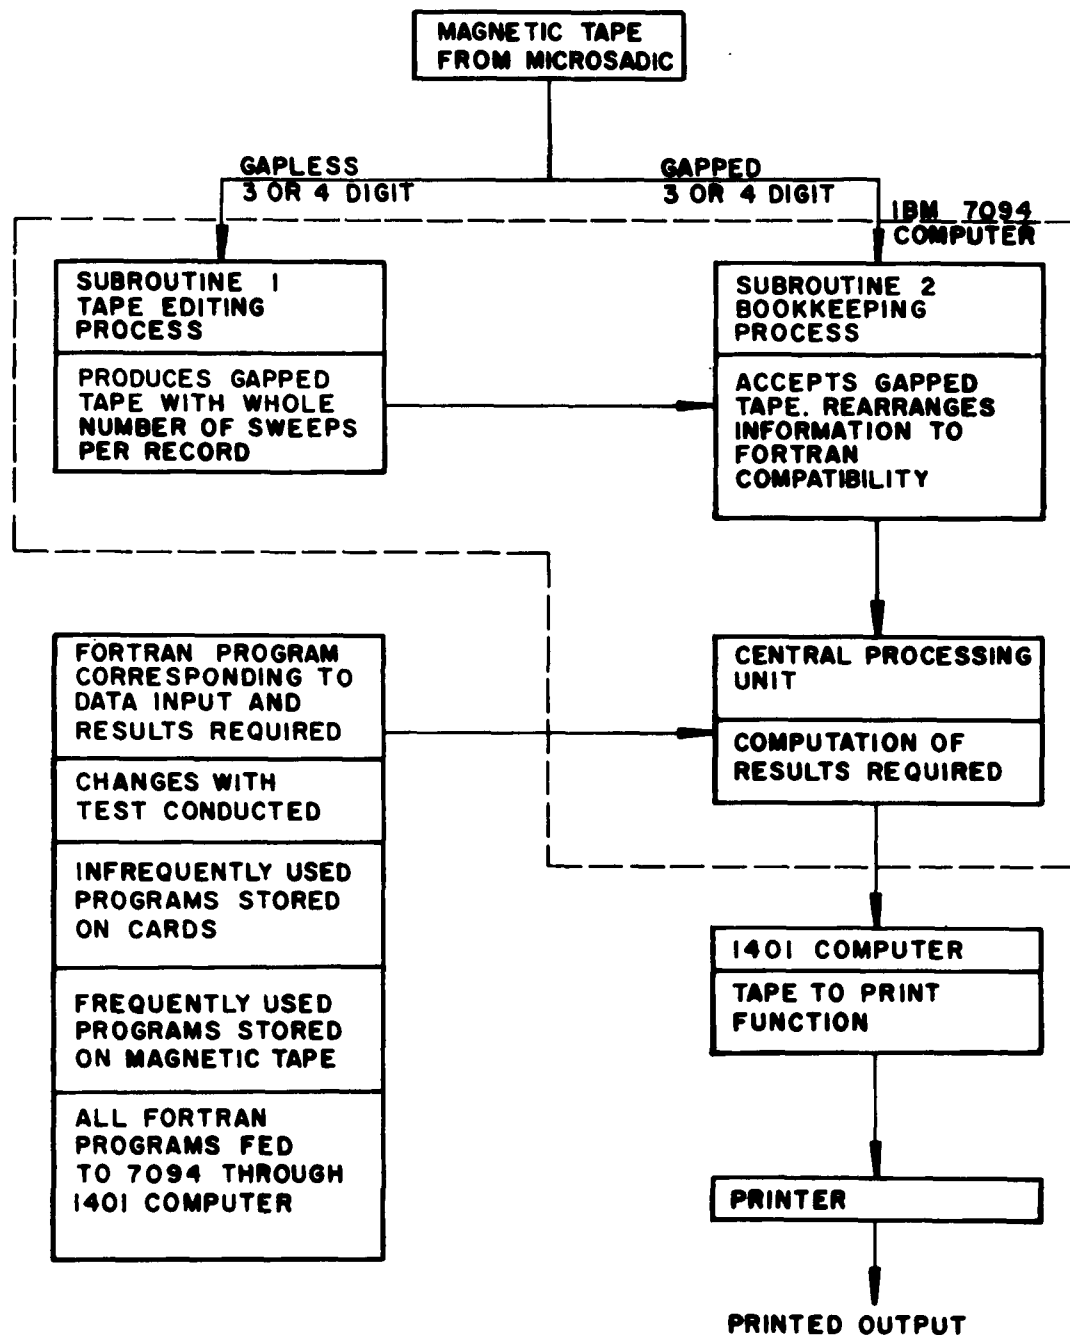 MAGNETIC TAPE
FROM MICROSADIC
GAPLESS
3 OR 4 DIGIT
GAPPED
3 OR 4 DIGIT
IBM 7094
COMPUTER
SUBROUTINE 1
TAPE EDITING
PROCESS
PRODUCES GAPPED
TAPE WITH WHOLE
NUMBER OF SWEEPS
PER RECORD
SUBROUTINE 2
BOOKKEEPING
PROCESS
ACCEPTS GAPPED
TAPE. REARRANGES
INFORMATION TO
FORTRAN
COMPATIBILITY
FORTRAN PROGRAM
CORRESPONDING TO
DATA INPUT AND
RESULTS REQUIRED
CHANGES WITH
TEST CONDUCTED
INFREQUENTLY USED
PROGRAMS STORED
ON CARDS
FREQUENTLY USED
PROGRAMS STORED
ON MAGNETIC TAPE
ALL FORTRAN
PROGRAMS FED
TO 7094 THROUGH
1401 COMPUTER
CENTRAL PROCESSING
UNIT
COMPUTATION OF
RESULTS REQUIRED
1401 COMPUTER
TAPE TO PRINT
FUNCTION
PRINTER
PRINTED OUTPUT